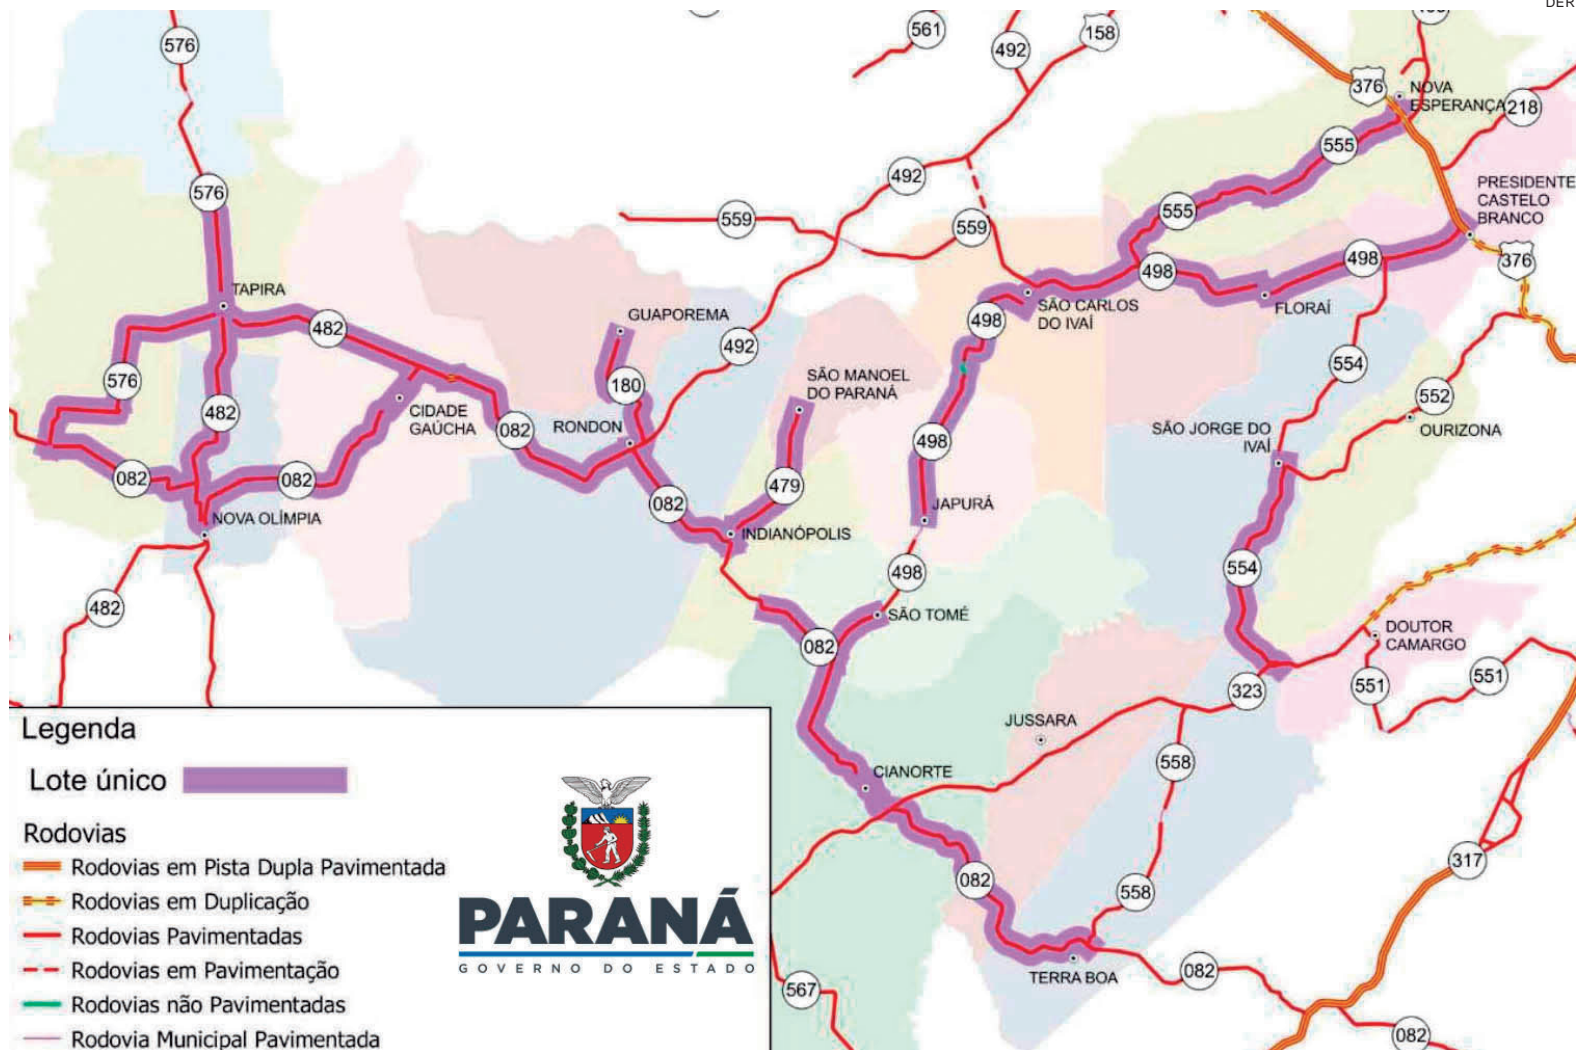 DER
576
561
492
158
376
NOVA
ESPERANÇA
218
555
492
576
PRESIDENTE
CASTELO
BRANCO
555
559
559
498
498
376
TAPIRA
SÃO CARLOS
DO IVAÍ
FLORAÍ
GUAPOREMA
482
498
492
554
576
180
SÃO MANOEL
DO PARANÁ
552
CIDADE
GAÚCHA
482
082
RONDON
498
SÃO JORGE DO
IVAÍ
OURIZONA
082
082
479
082
JAPURÁ
NOVA OLÍMPIA
INDIANÓPOLIS
498
554
482
SÃO TOMÉ
082
DOUTOR
CAMARGO
551
551
323
JUSSARA
558
CIANORTE
317
082
558
TERRA BOA
082
567
082
Legenda
Lote único
Rodovias
Rodovias em Pista Dupla Pavimentada
Rodovias em Duplicação
Rodovias Pavimentadas
Rodovias em Pavimentação
Rodovias não Pavimentadas
Rodovia Municipal Pavimentada
PARANÁ
GOVERNO DO ESTADO